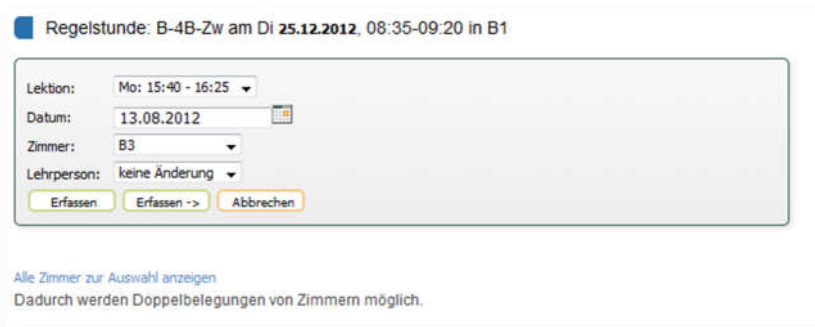 Regelstunde: B-4B-Zw am Di 25.12.2012, 08:35-09:20 in B1
Lektion: Mo: 15:40 - 16:25
Datum: 13.08.2012
Zimmer: B3
Lehrperson: keine Änderung
Erfassen Erfassen -> Abbrechen
Alle Zimmer zur Auswahl anzeigen
Dadurch werden Doppelbelegungen von Zimmern möglich.